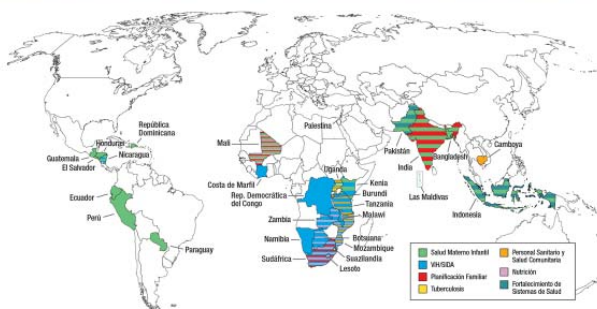 República
Dominicana
Honduras
Guatemala
Nicaragua
El Salvador
Ecuador
Perú
Paraguay
Palestina
Mali
Costa de Marfil
Uganda
Rep. Democrática
del Congo
Kenia
Burundi
Tanzania
Zambia
Malawi
Namibia
Botsuana
Mozambique
Sudáfrica
Suazilandia
Lesoto
Pakistán
India
Bangladesh
Camboya
Las Maldivas
Indonesia
Salud Materno Infantil
VIH/SIDA
Planificación Familiar
Tuberculosis
Personal Sanitario y
Salud Comunitaria
Nutrición
Fortalecimiento de
Sistemas de Salud